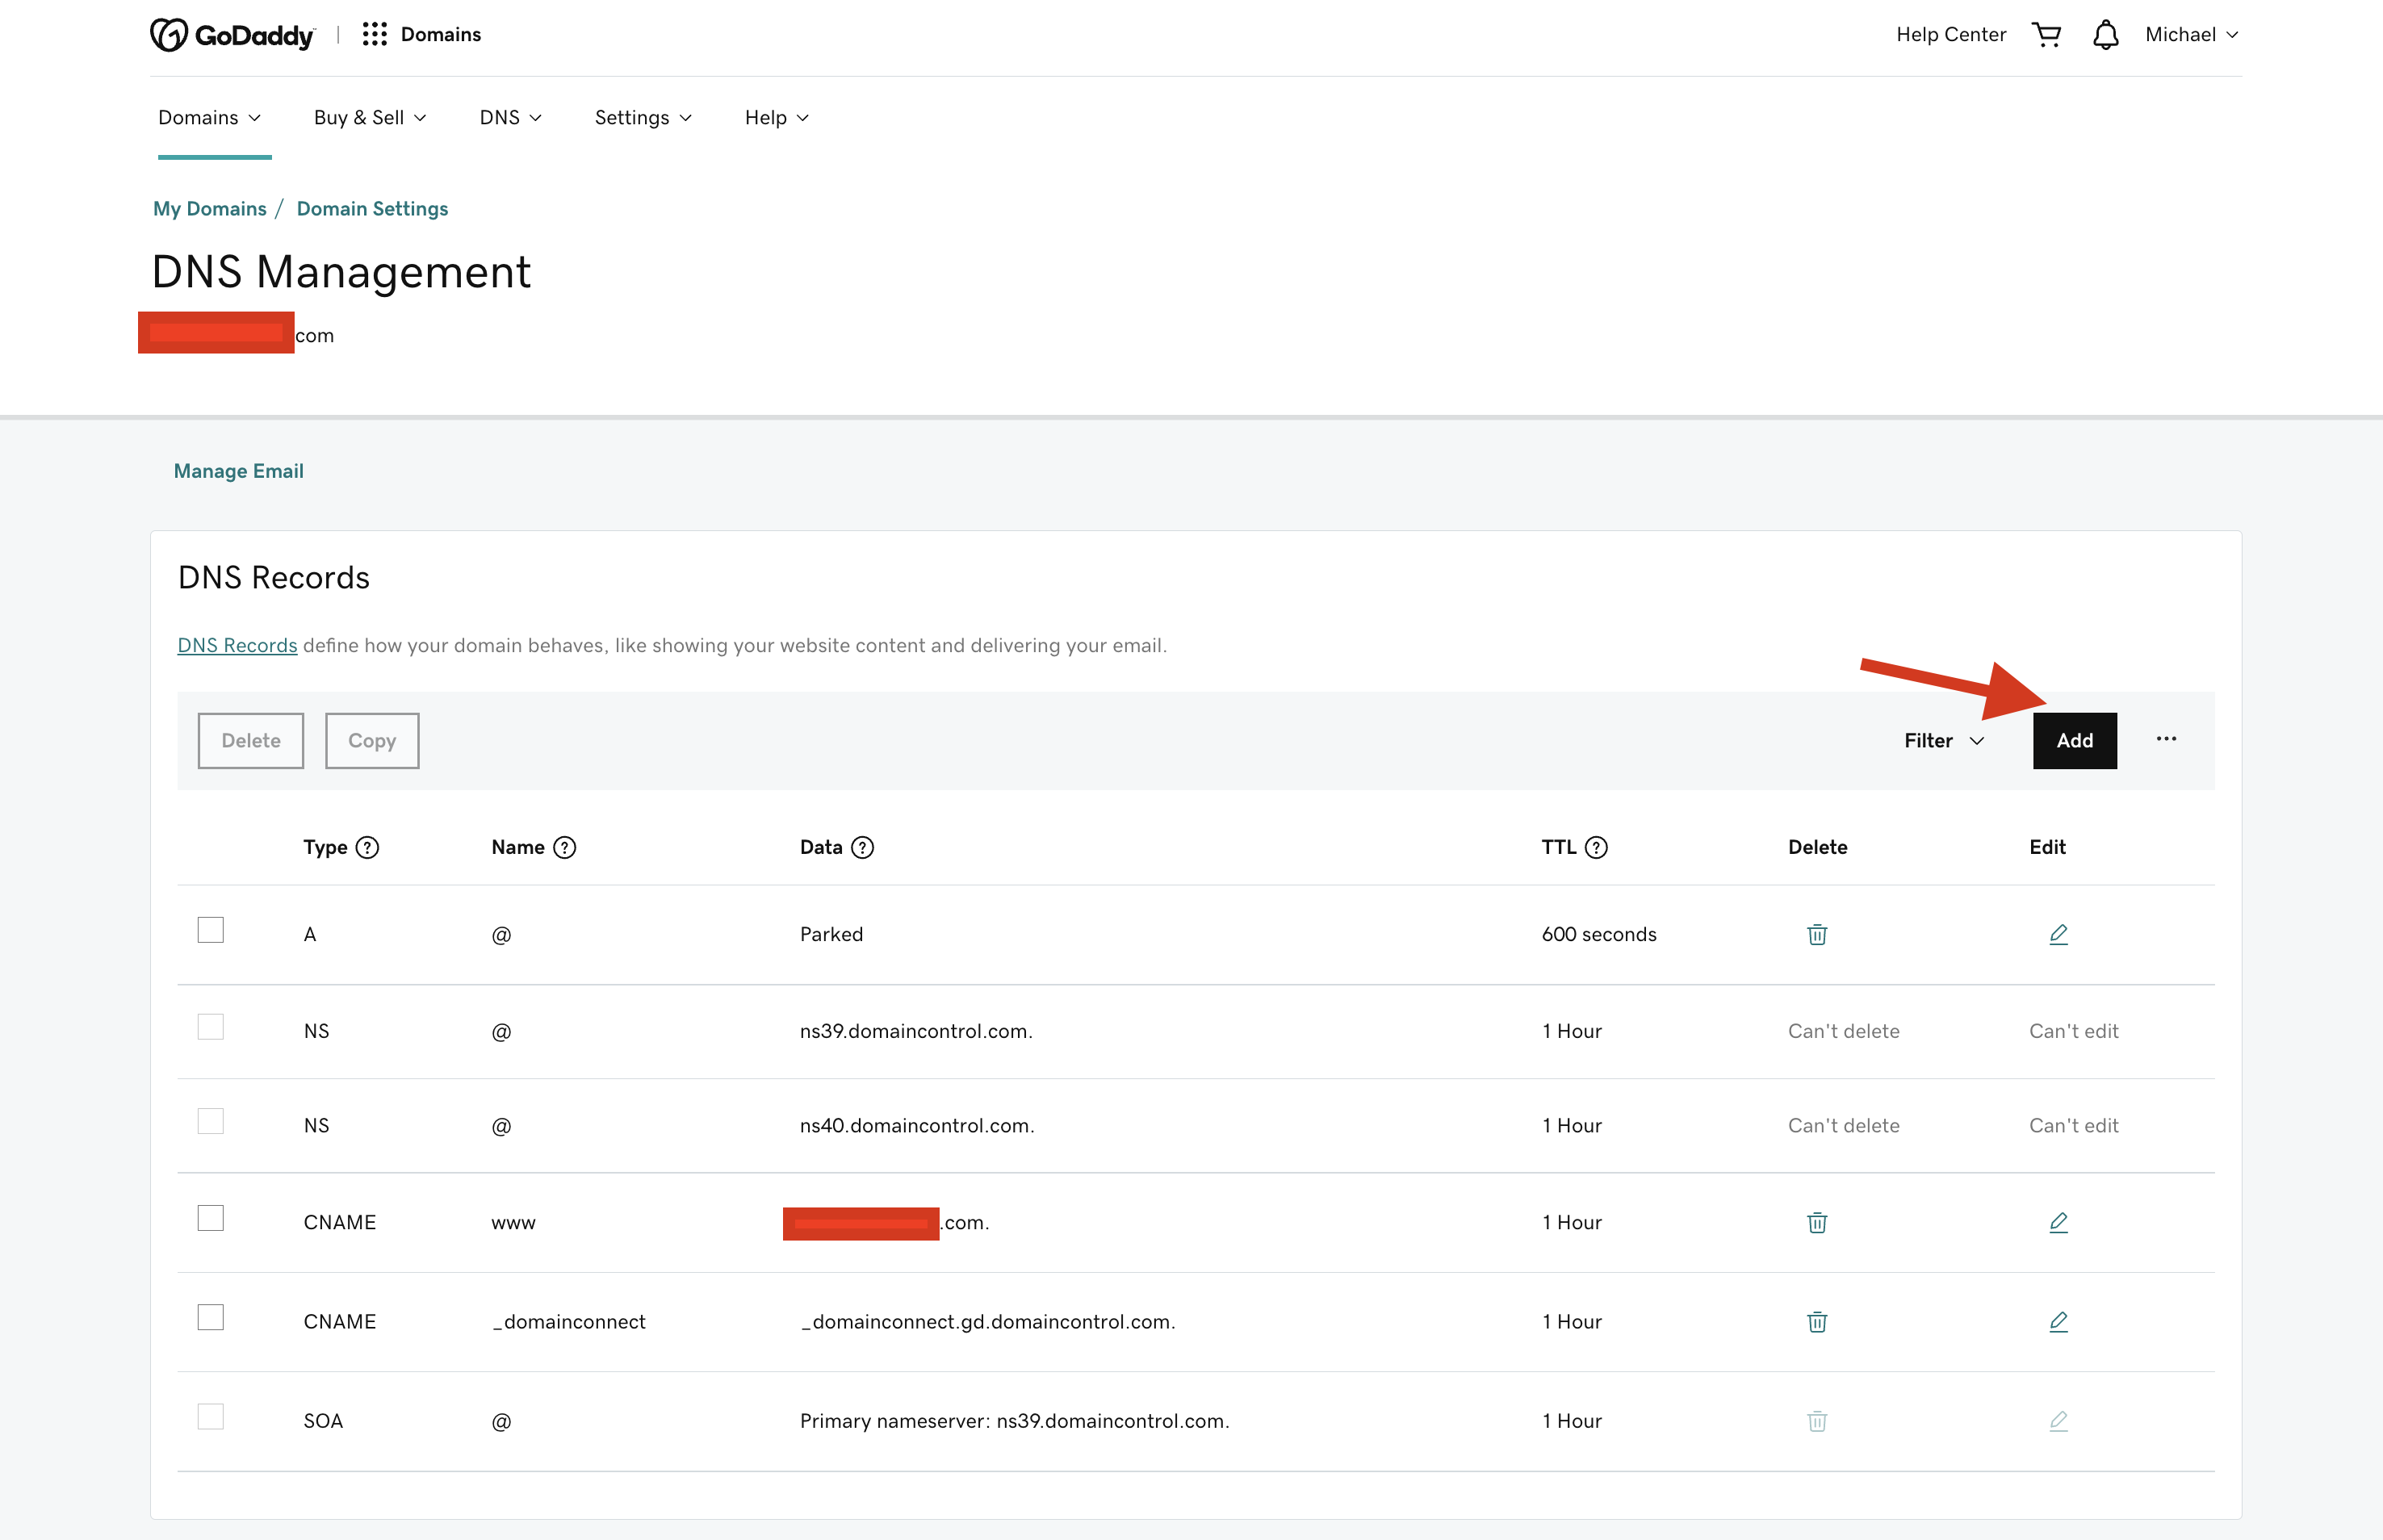 GoDaddy | Domains Help Center Michael
Domains Buy & Sell DNS Settings Help
My Domains / Domain Settings
DNS Management
com
Manage Email
DNS Records
DNS Records define how your domain behaves, like showing your website content and delivering your email.
Delete Copy Filter Add ...
Type ? Name ? Data ? TTL ? Delete Edit
A @ Parked 600 seconds
NS @ ns39.domaincontrol.com. 1 Hour Can't delete Can't edit
NS @ ns40.domaincontrol.com. 1 Hour Can't delete Can't edit
CNAME www .com. 1 Hour
CNAME _domainconnect _domainconnect.gd.domaincontrol.com. 1 Hour
SOA @ Primary nameserver: ns39.domaincontrol.com. 1 Hour